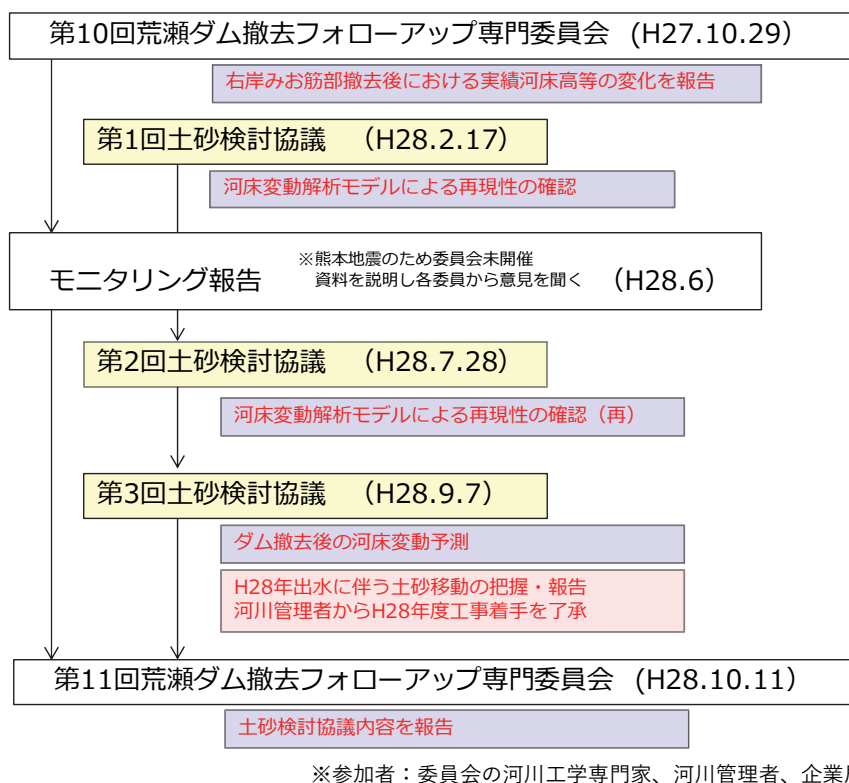 第10回荒瀬ダム撤去フォローアップ専門委員会 (H27.10.29)
右岸みお筋部撤去後における実績河床高等の変化を報告
第1回土砂検討協議 (H28.2.17)
河床変動解析モデルによる再現性の確認
※熊本地震のため委員会未開催
モニタリング報告 資料を説明し各委員から意見を聞く (H28.6)
第2回土砂検討協議 (H28.7.28)
河床変動解析モデルによる再現性の確認(再)
第3回土砂検討協議 (H28.9.7)
ダム撤去後の河床変動予測
H28年出水に伴う土砂移動の把握・報告
河川管理者からH28年度工事着手を了承
第11回荒瀬ダム撤去フォローアップ専門委員会 (H28.10.11)
土砂検討協議内容を報告
※参加者:委員会の河川工学専門家、河川管理者、企業